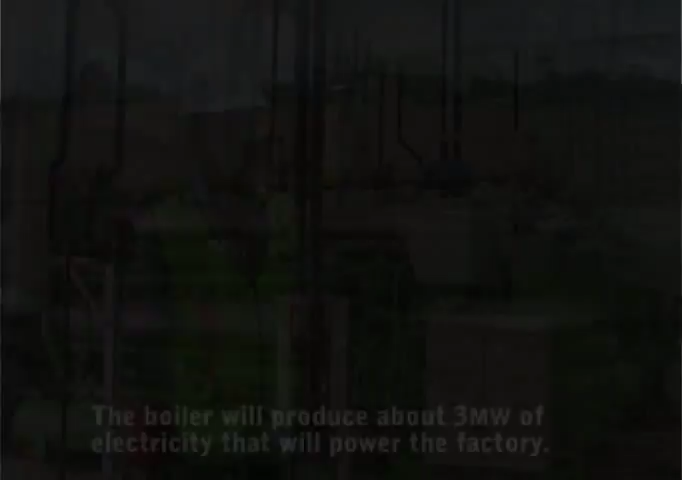 The boiler will produce about 3MW of
electricity that will power the factory.